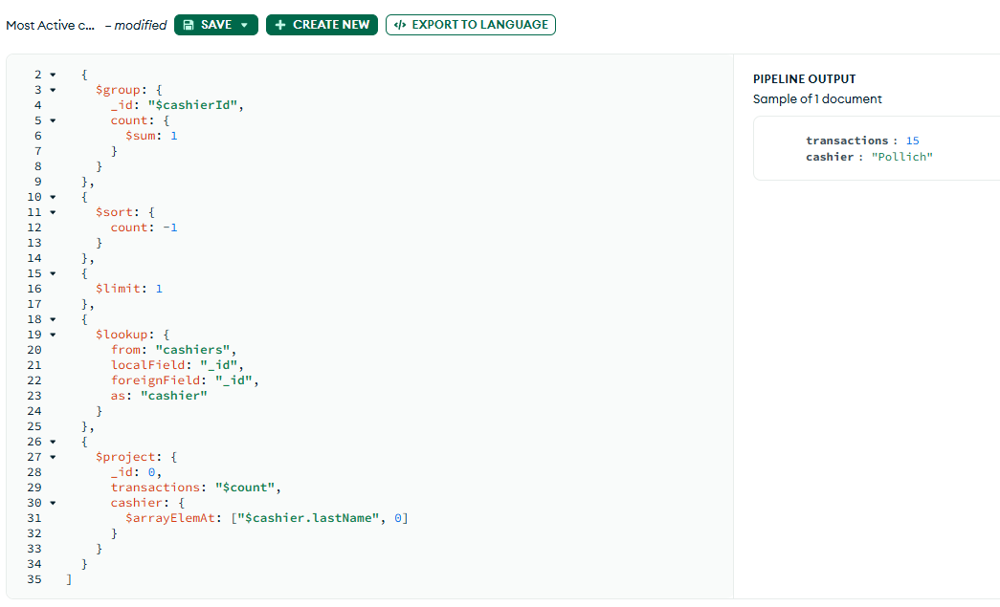 Most Active c... – modified SAVE CREATE NEW EXPORT TO LANGUAGE
2 {
3 $group: {
4 _id: "$cashierId",
5 count: {
6 $sum: 1
7 }
8 }
9 },
10 {
11 $sort: {
12 count: -1
13 }
14 },
15 {
16 $limit: 1
17 },
18 {
19 $lookup: {
20 from: "cashiers",
21 localField: "_id",
22 foreignField: "_id",
23 as: "cashier"
24 }
25 },
26 {
27 $project: {
28 _id: 0,
29 transactions: "$count",
30 cashier: {
31 $arrayElemAt: ["$cashier.lastName", 0]
32 }
33 }
34 }
35 ]
PIPELINE OUTPUT
Sample of 1 document
transactions : 15
cashier : "Pollich"